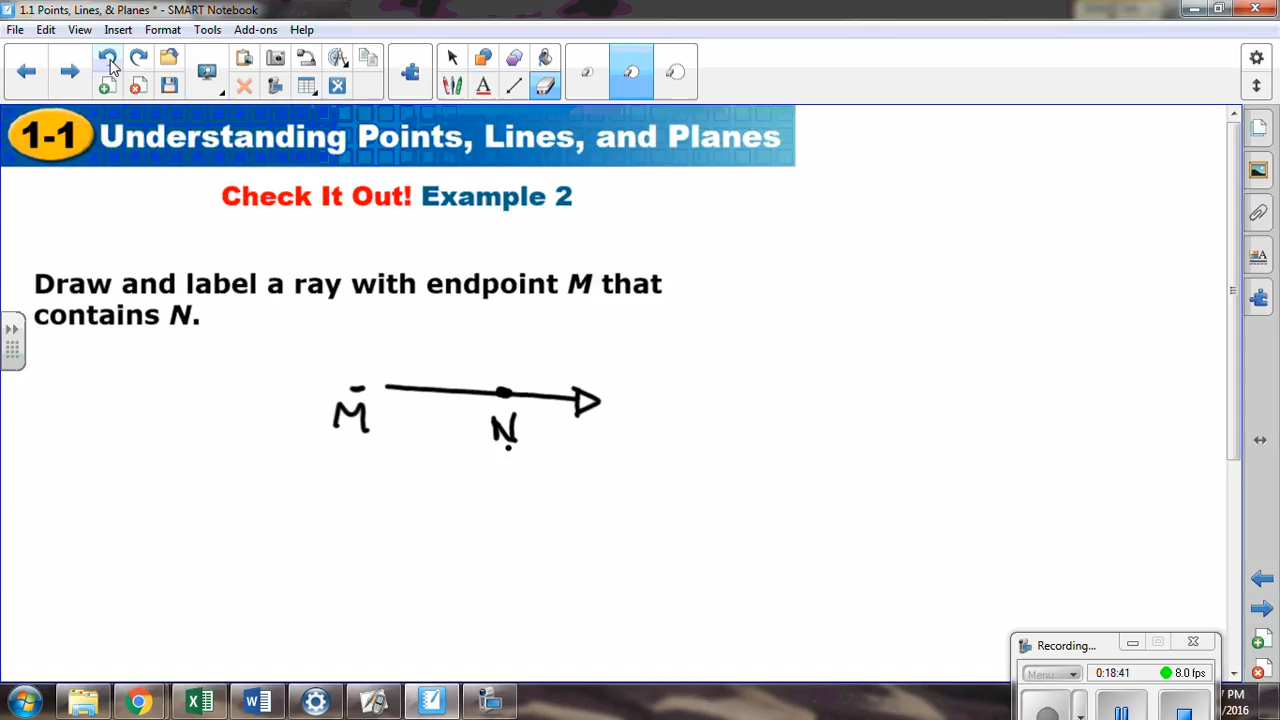 1.1 Points, Lines, & Planes * - SMART Notebook
File Edit View Insert Format Tools Add-ons Help
1-1 Understanding Points, Lines, and Planes
Check It Out! Example 2
Draw and label a ray with endpoint M that
contains N.
M
N
Recording...
Menu 0:18:41 8.0 fps
7 PM
/2016